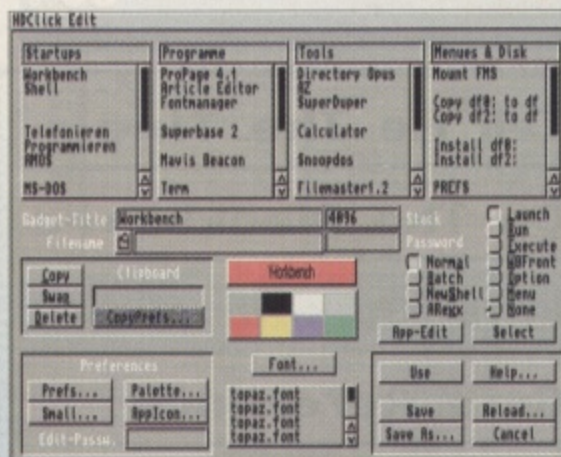 HDClick Edit
Startups
Workbench
Shell
Telefonieren
Programmieren
AMOS
MS-DOS
Programme
ProPage 4.1
Article Editor
Fontmanager
Superbase 2
Mavis Beacon
Term
Tools
Directory Opus
AZ
SuperDuper
Calculator
Snoopdos
Filemaster1.2
Menues & Disk
Mount FMS
Copy df0: to df
Copy df2: to df
Install df0:
Install df2:
PREFS
Gadget-Title Workbench 4096 Stack
Filename Password
Launch
Run
Execute
WBFront
Option
Menu
None
Normal
Batch
NewShell
ARexx
Copy
Swap
Delete
Clipboard
CopyPrefs...
Workbench
App-Edit Select
Preferences
Prefs... Palette...
Small... AppIcon...
Edit-Passw.
Font...
topaz.font
topaz.font
topaz.font
topaz.font
Use Help...
Save Reload...
Save As... Cancel